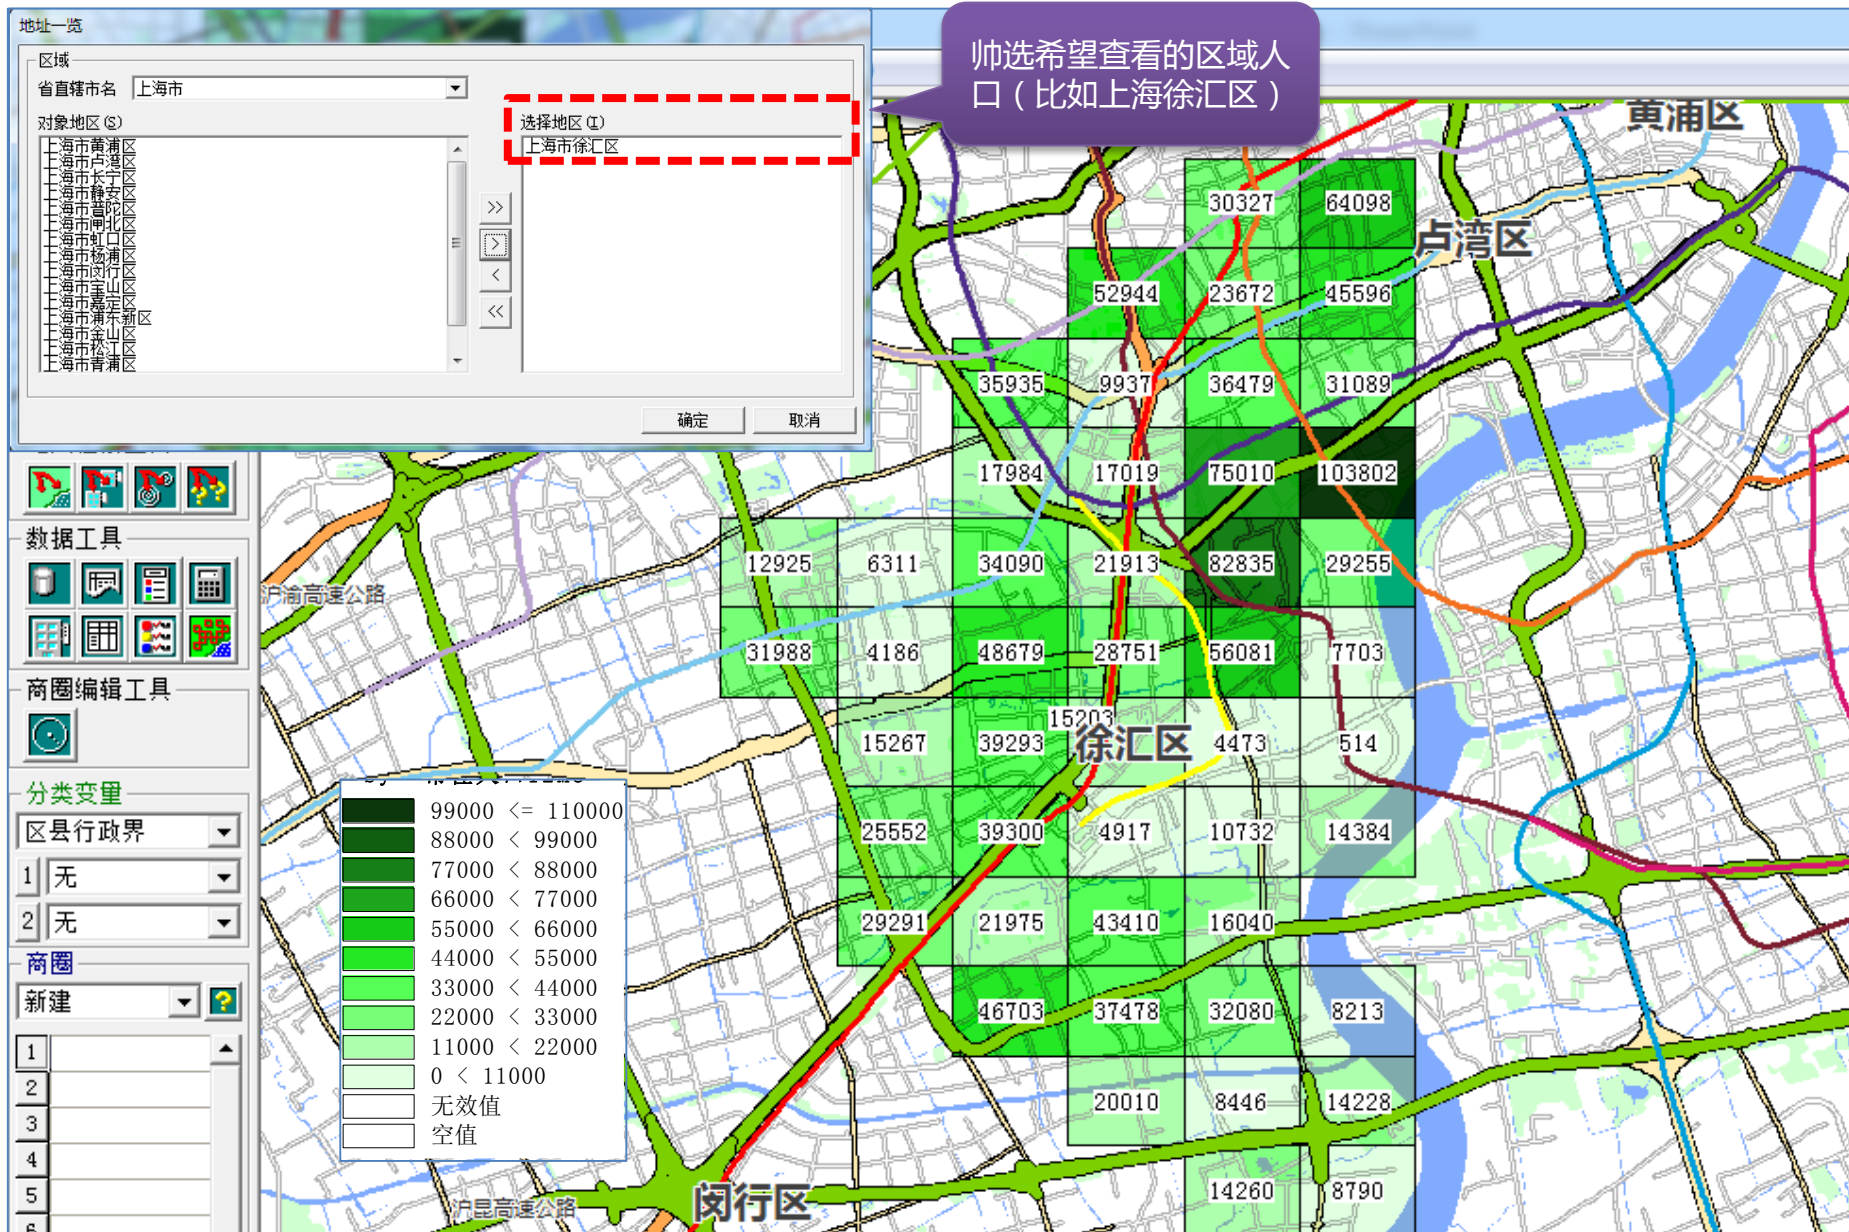 地址一览
区域
省直辖市名
上海市
对象地区(S)
上海市黄浦区
上海市卢湾区
上海市长宁区
上海市静安区
上海市普陀区
上海市闸北区
上海市虹口区
上海市杨浦区
上海市闵行区
上海市宝山区
上海市嘉定区
上海市浦东新区
上海市金山区
上海市松江区
上海市青浦区
>>
>
<
<<
选择地区(I)
上海市徐汇区
确定
取消
帅选希望查看的区域人
口（比如上海徐汇区）
黄浦区
卢湾区
30327 64098
52944 23672 45596
35935 9937 36479 31089
17984 17019 75010 103802
12925 6311 34090 21913 82835 29255
31988 4186 48679 28751 56081 7703
15203
15267 39293 徐汇区 4473 514
25552 39300 4917 10732 14384
29291 21975 43410 16040
46703 37478 32080 8213
20010 8446 14228
14260 8790
沪渝高速公路
沪昆高速公路
闵行区
数据工具
商圈编辑工具
分类变量
区县行政界
1 无
2 无
商圈
新建
1
2
3
4
5
6
99000 <= 110000
88000 < 99000
77000 < 88000
66000 < 77000
55000 < 66000
44000 < 55000
33000 < 44000
22000 < 33000
11000 < 22000
0 < 11000
无效值
空值